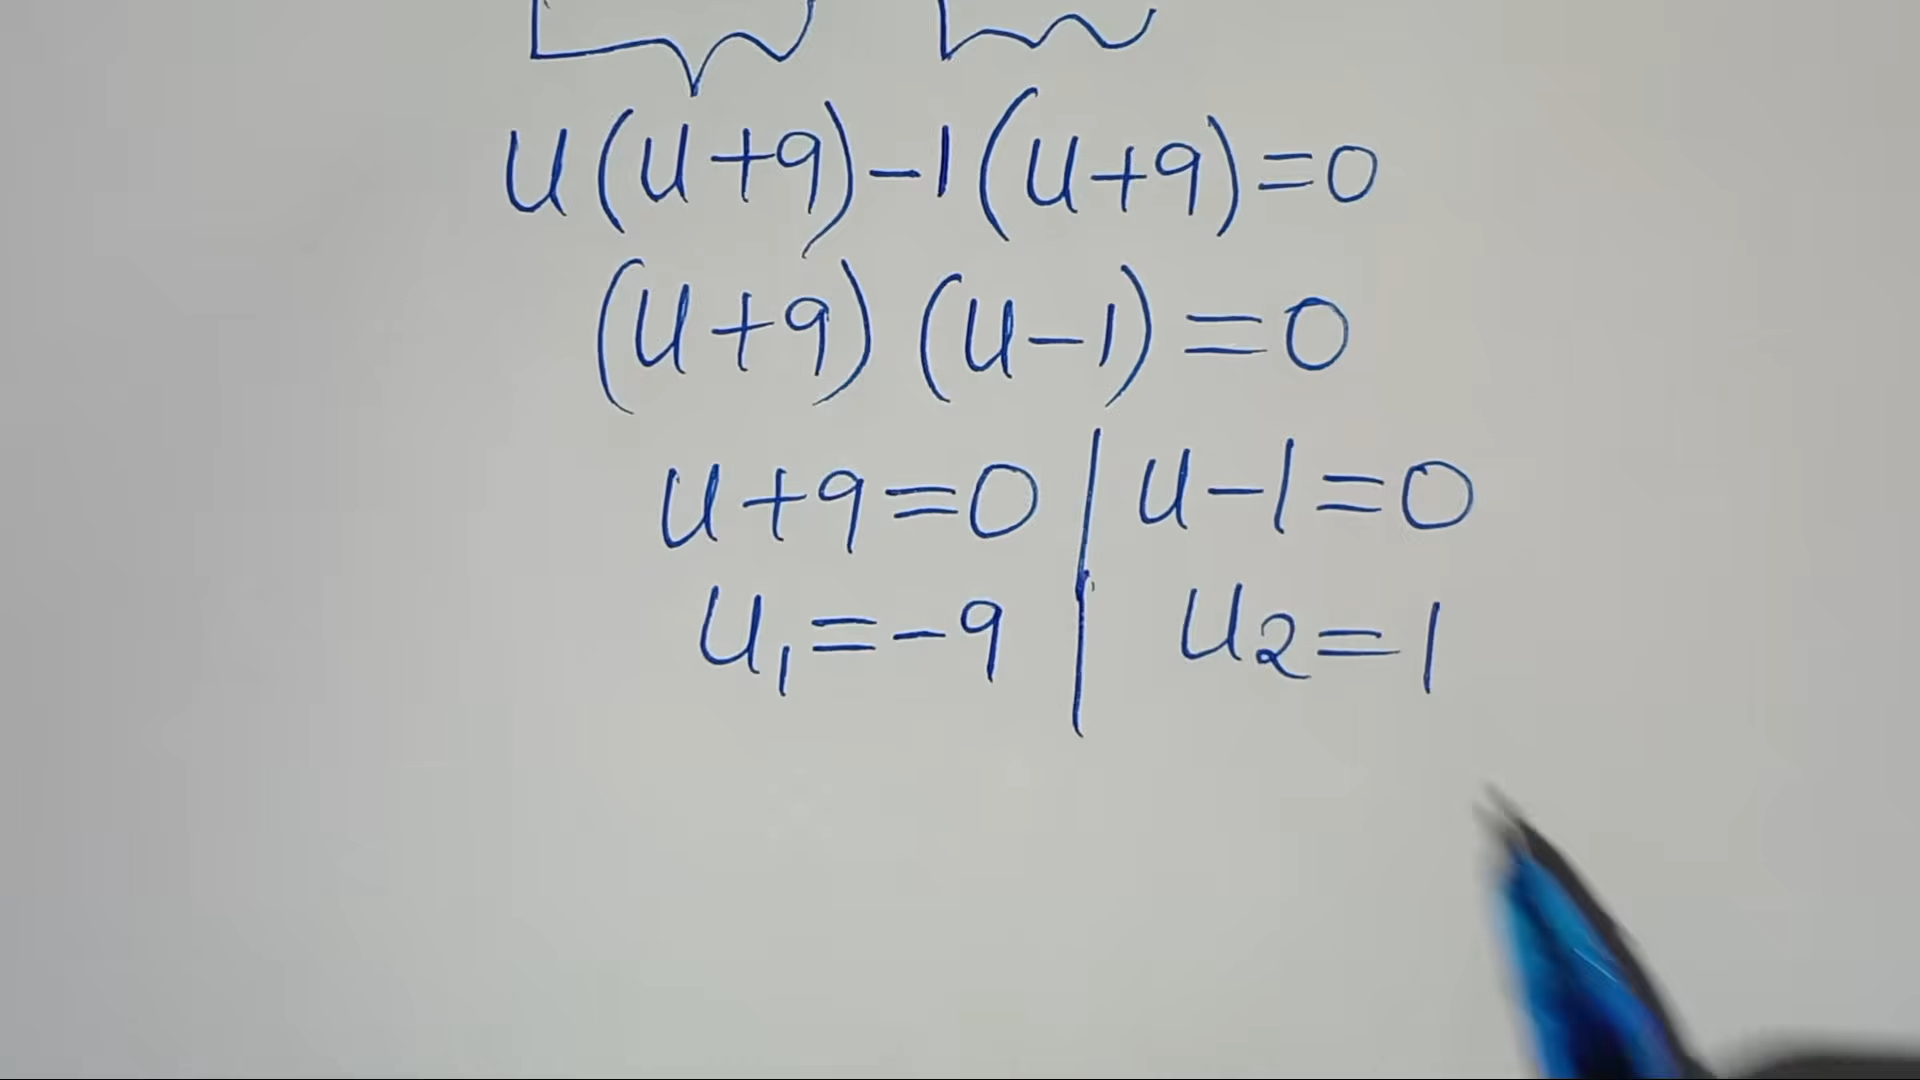 u(u+9)-1(u+9)=0
(u+9)(u-1)=0
u+9=0 | u-1=0
u₁=-9 | u₂=1